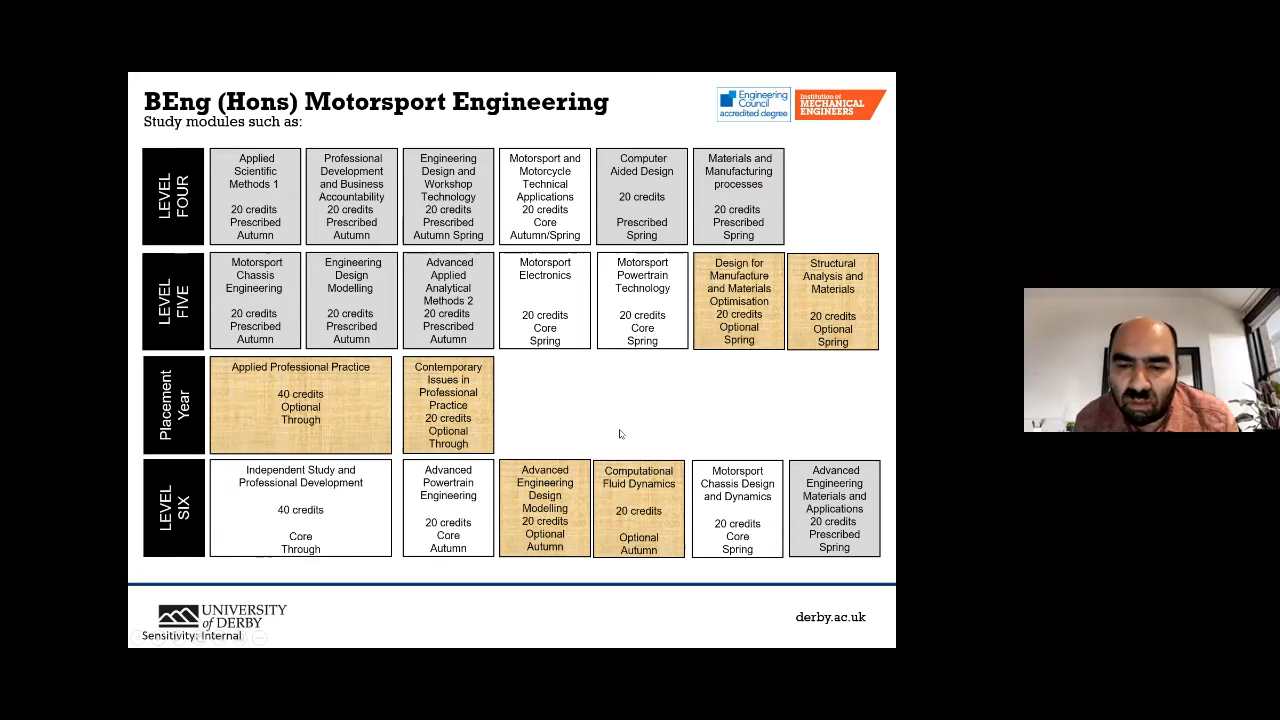 BEng (Hons) Motorsport Engineering
Study modules such as:
Engineering
Council
accredited degree
Institution of
MECHANICAL
ENGINEERS
LEVEL
FOUR
Applied
Scientific
Methods 1
20 credits
Prescribed
Autumn
Professional
Development
and Business
Accountability
20 credits
Prescribed
Autumn
Engineering
Design and
Workshop
Technology
20 credits
Prescribed
Autumn Spring
Motorsport and
Motorcycle
Technical
Applications
20 credits
Core
Autumn/Spring
Computer
Aided Design
20 credits
Prescribed
Spring
Materials and
Manufacturing
processes
20 credits
Prescribed
Spring
LEVEL
FIVE
Motorsport
Chassis
Engineering
20 credits
Prescribed
Autumn
Engineering
Design
Modelling
20 credits
Prescribed
Autumn
Advanced
Applied
Analytical
Methods 2
20 credits
Prescribed
Autumn
Motorsport
Electronics
20 credits
Core
Spring
Motorsport
Powertrain
Technology
20 credits
Core
Spring
Design for
Manufacture
and Materials
Optimisation
20 credits
Optional
Spring
Structural
Analysis and
Materials
20 credits
Optional
Spring
Placement
Year
Applied Professional Practice
40 credits
Optional
Through
Contemporary
Issues in
Professional
Practice
20 credits
Optional
Through
LEVEL
SIX
Independent Study and
Professional Development
40 credits
Core
Through
Advanced
Powertrain
Engineering
20 credits
Core
Autumn
Advanced
Engineering
Design
Modelling
20 credits
Optional
Autumn
Computational
Fluid Dynamics
20 credits
Optional
Autumn
Motorsport
Chassis Design
and Dynamics
20 credits
Core
Spring
Advanced
Engineering
Materials and
Applications
20 credits
Prescribed
Spring
UNIVERSITY
of DERBY
Sensitivity: Internal
derby.ac.uk